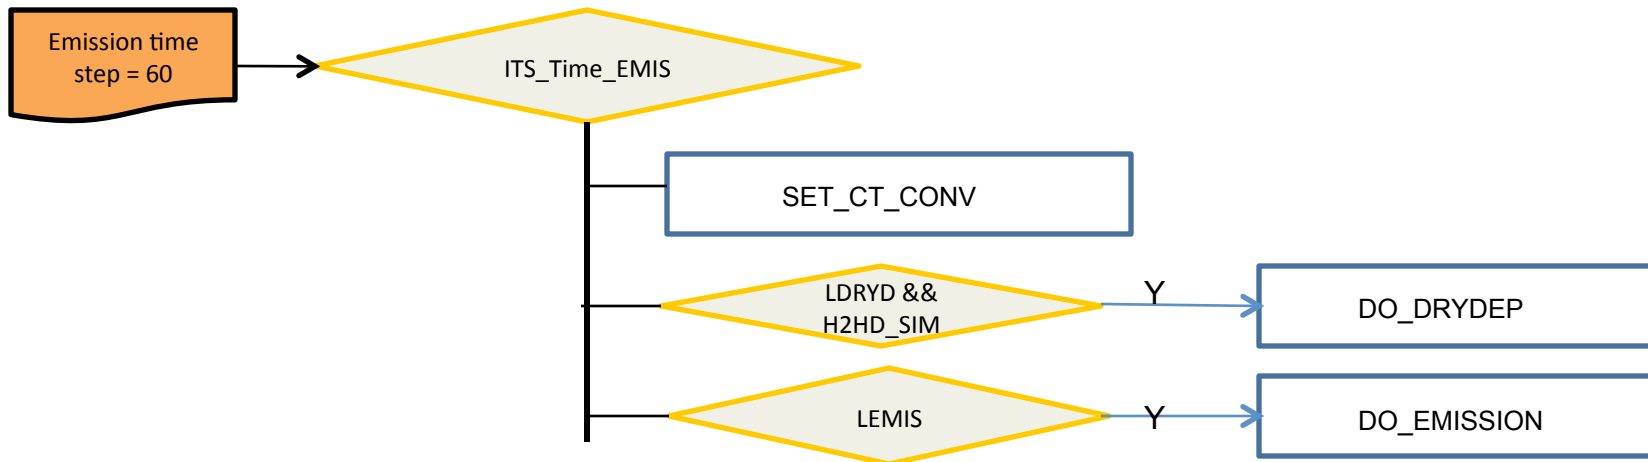 Emission time
step = 60
ITS_Time_EMIS
SET_CT_CONV
LDRYD &&
H2HD_SIM
Y
DO_DRYDEP
LEMIS
Y
DO_EMISSION